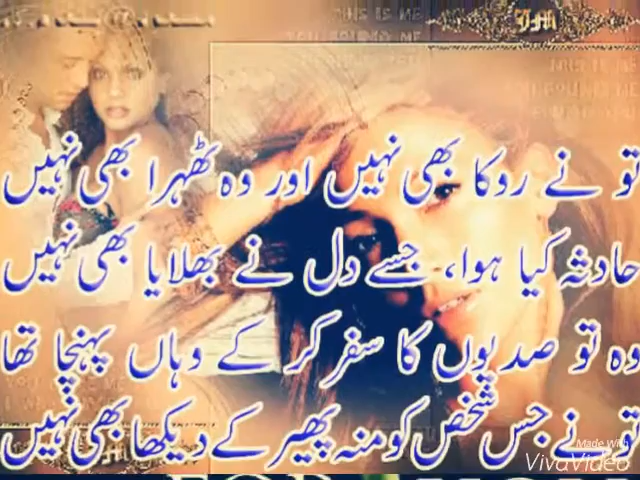 تو نے روکا بھی نہیں اور وہ ٹھہرا بھی نہیں
حادثہ کیا ہوا، جسے دل نے بھلایا بھی نہیں
وہ تو صدیوں کا سفر کر کے وہاں پہنچا تھا
تو نے جس شخص کو منہ پھیر کے دیکھا بھی نہیں
Made With
VivaVideo